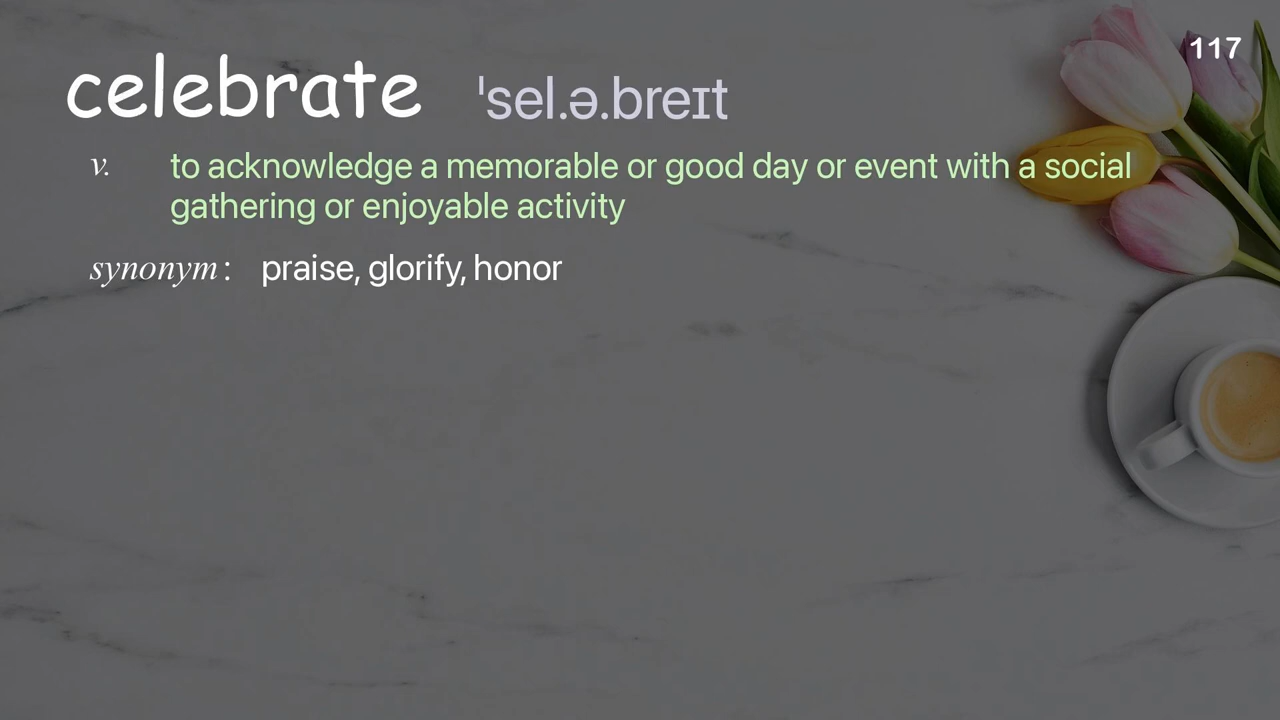 117
celebrate ˈsel.ə.breɪt
v. to acknowledge a memorable or good day or event with a social
gathering or enjoyable activity
synonym: praise, glorify, honor